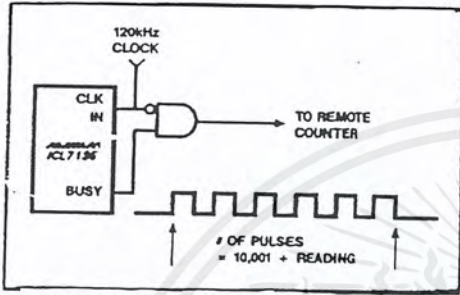 120kHz
CLOCK
CLK
IN
ICL7135
BUSY
TO REMOTE
COUNTER
# OF PULSES
= 10,001 + READING